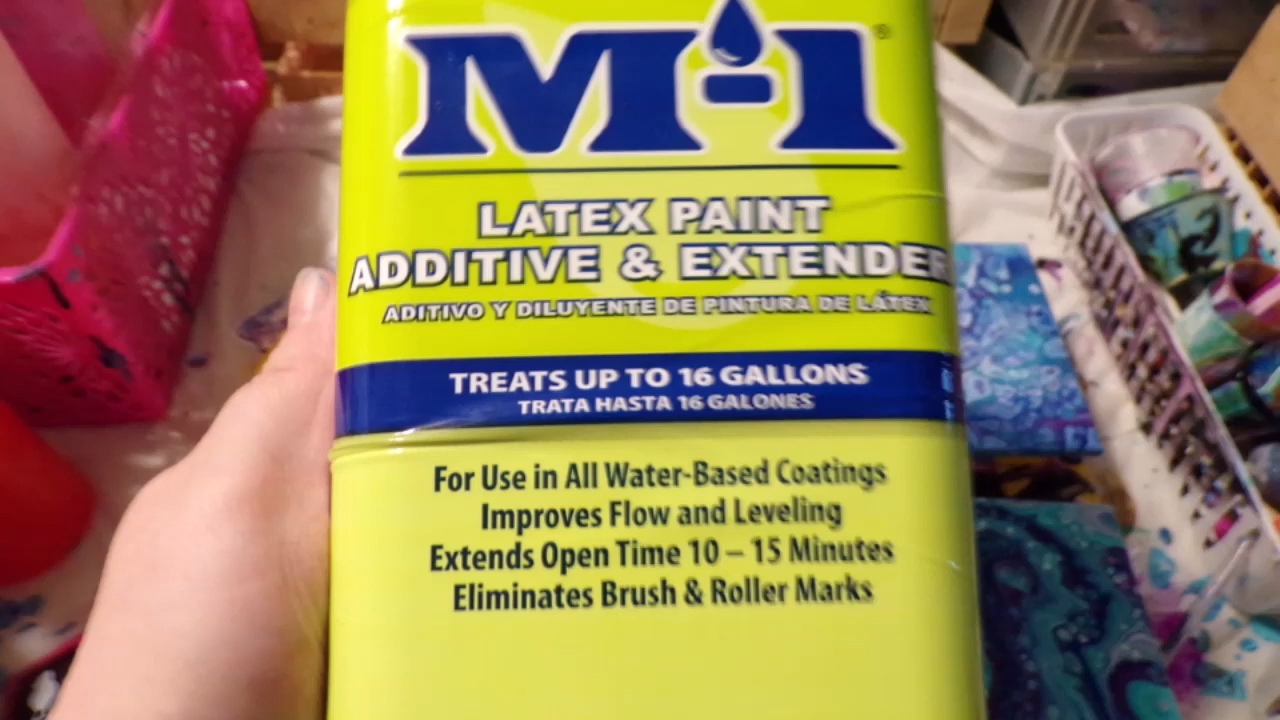 M-1®
LATEX PAINT
ADDITIVE & EXTENDER
ADITIVO Y DILUYENTE DE PINTURA DE LÁTEX
TREATS UP TO 16 GALLONS
TRATA HASTA 16 GALONES
For Use in All Water-Based Coatings
Improves Flow and Leveling
Extends Open Time 10 – 15 Minutes
Eliminates Brush & Roller Marks